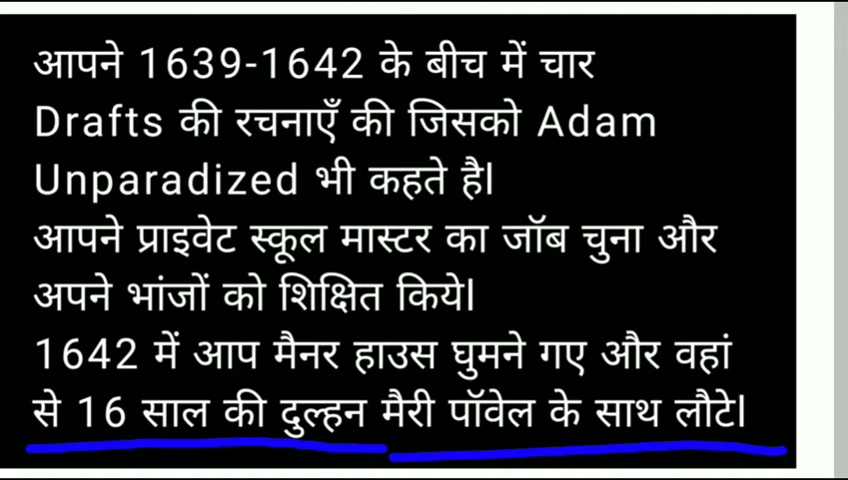 आपने 1639-1642 के बीच में चार
Drafts की रचनाएँ की जिसको Adam
Unparadized भी कहते है।
आपने प्राइवेट स्कूल मास्टर का जॉब चुना और
अपने भांजों को शिक्षित किये।
1642 में आप मैनर हाउस घुमने गए और वहां
से 16 साल की दुल्हन मैरी पॉवेल के साथ लौटे।